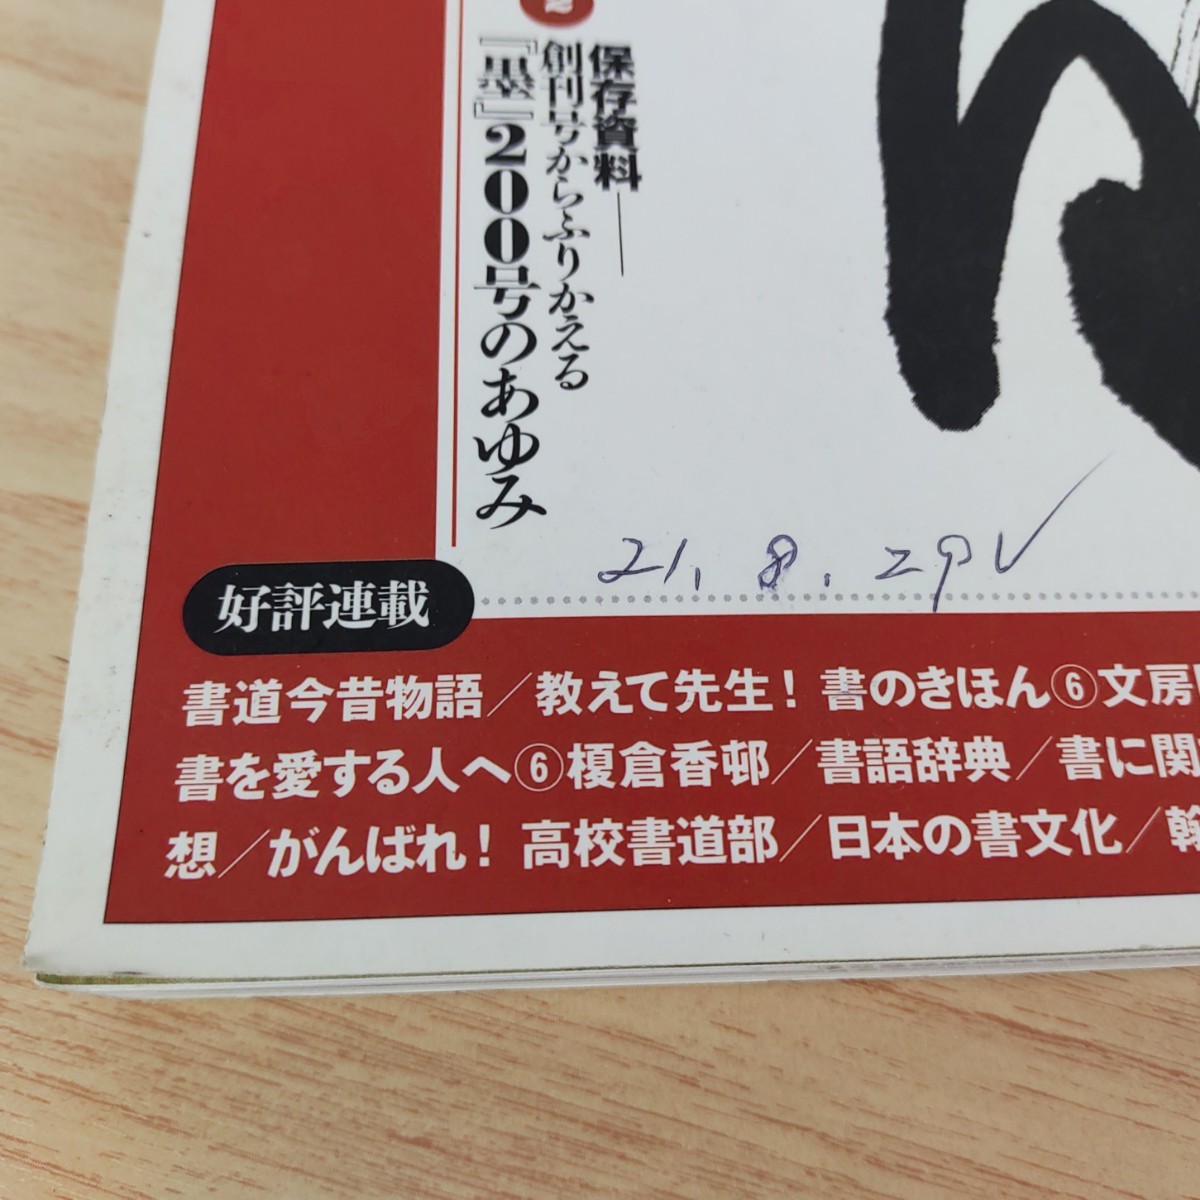 2
保存資料――
創刊号からふりかえる
『墨』200号のあゆみ
21. 8. 29
好評連載
書道今昔物語／教えて先生！ 書のきほん⑥文房
書を愛する人へ⑥榎倉香邨／書語辞典／書に関
想／がんばれ！ 高校書道部／日本の書文化／